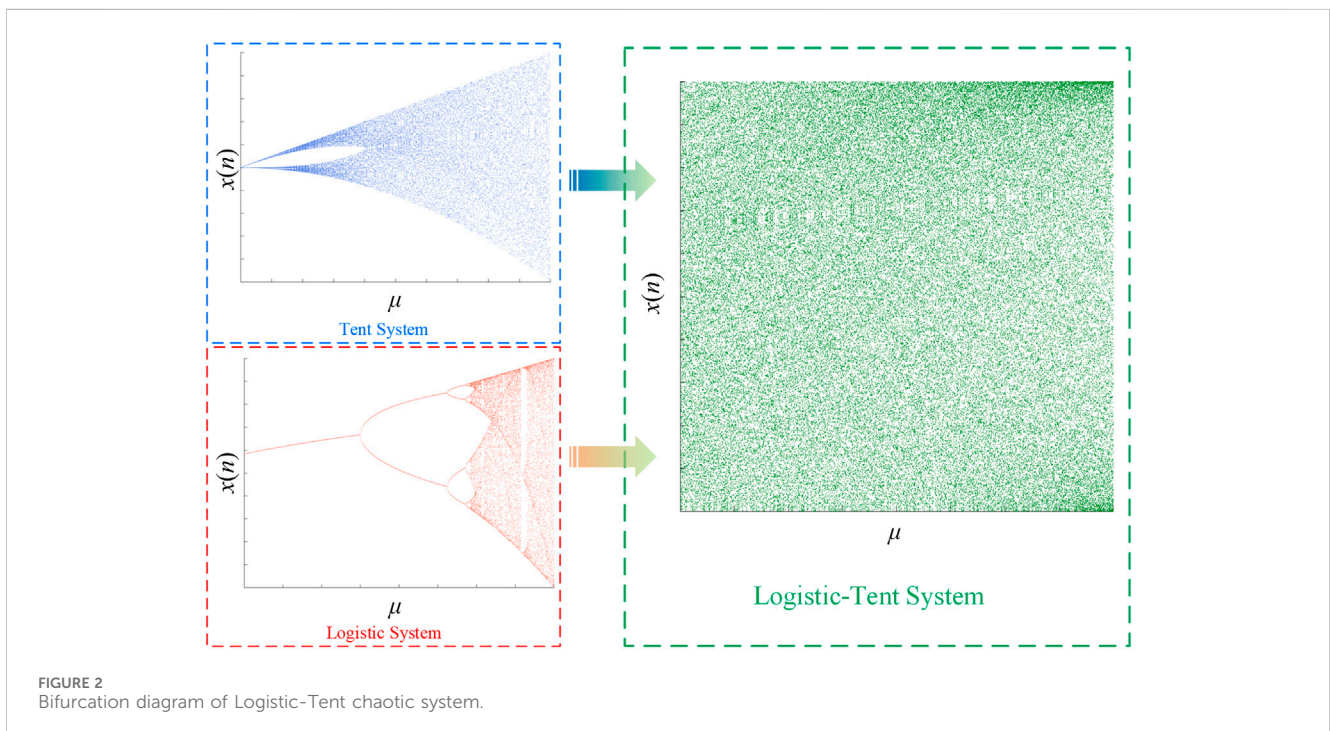 x(n)
μ
Tent System
x(n)
μ
Logistic System
x(n)
μ
Logistic-Tent System
FIGURE 2
Bifurcation diagram of Logistic-Tent chaotic system.